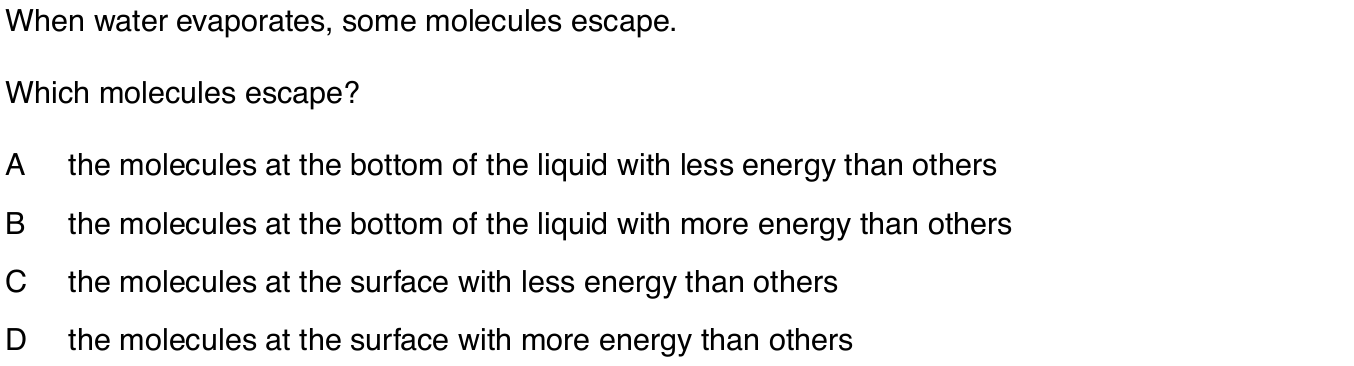 When water evaporates, some molecules escape.
Which molecules escape?
A the molecules at the bottom of the liquid with less energy than others
B the molecules at the bottom of the liquid with more energy than others
C the molecules at the surface with less energy than others
D the molecules at the surface with more energy than others